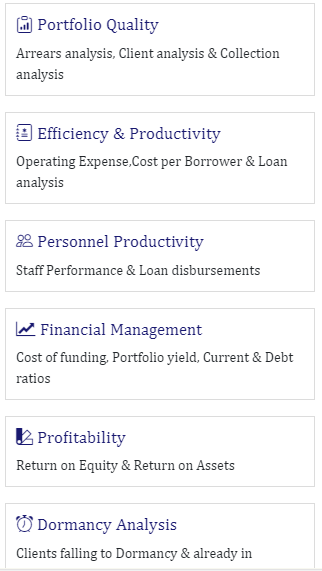 Portfolio Quality
Arrears analysis, Client analysis & Collection
analysis
Efficiency & Productivity
Operating Expense,Cost per Borrower & Loan
analysis
Personnel Productivity
Staff Performance & Loan disbursements
Financial Management
Cost of funding, Portfolio yield, Current & Debt
ratios
Profitability
Return on Equity & Return on Assets
Dormancy Analysis
Clients falling to Dormancy & already in